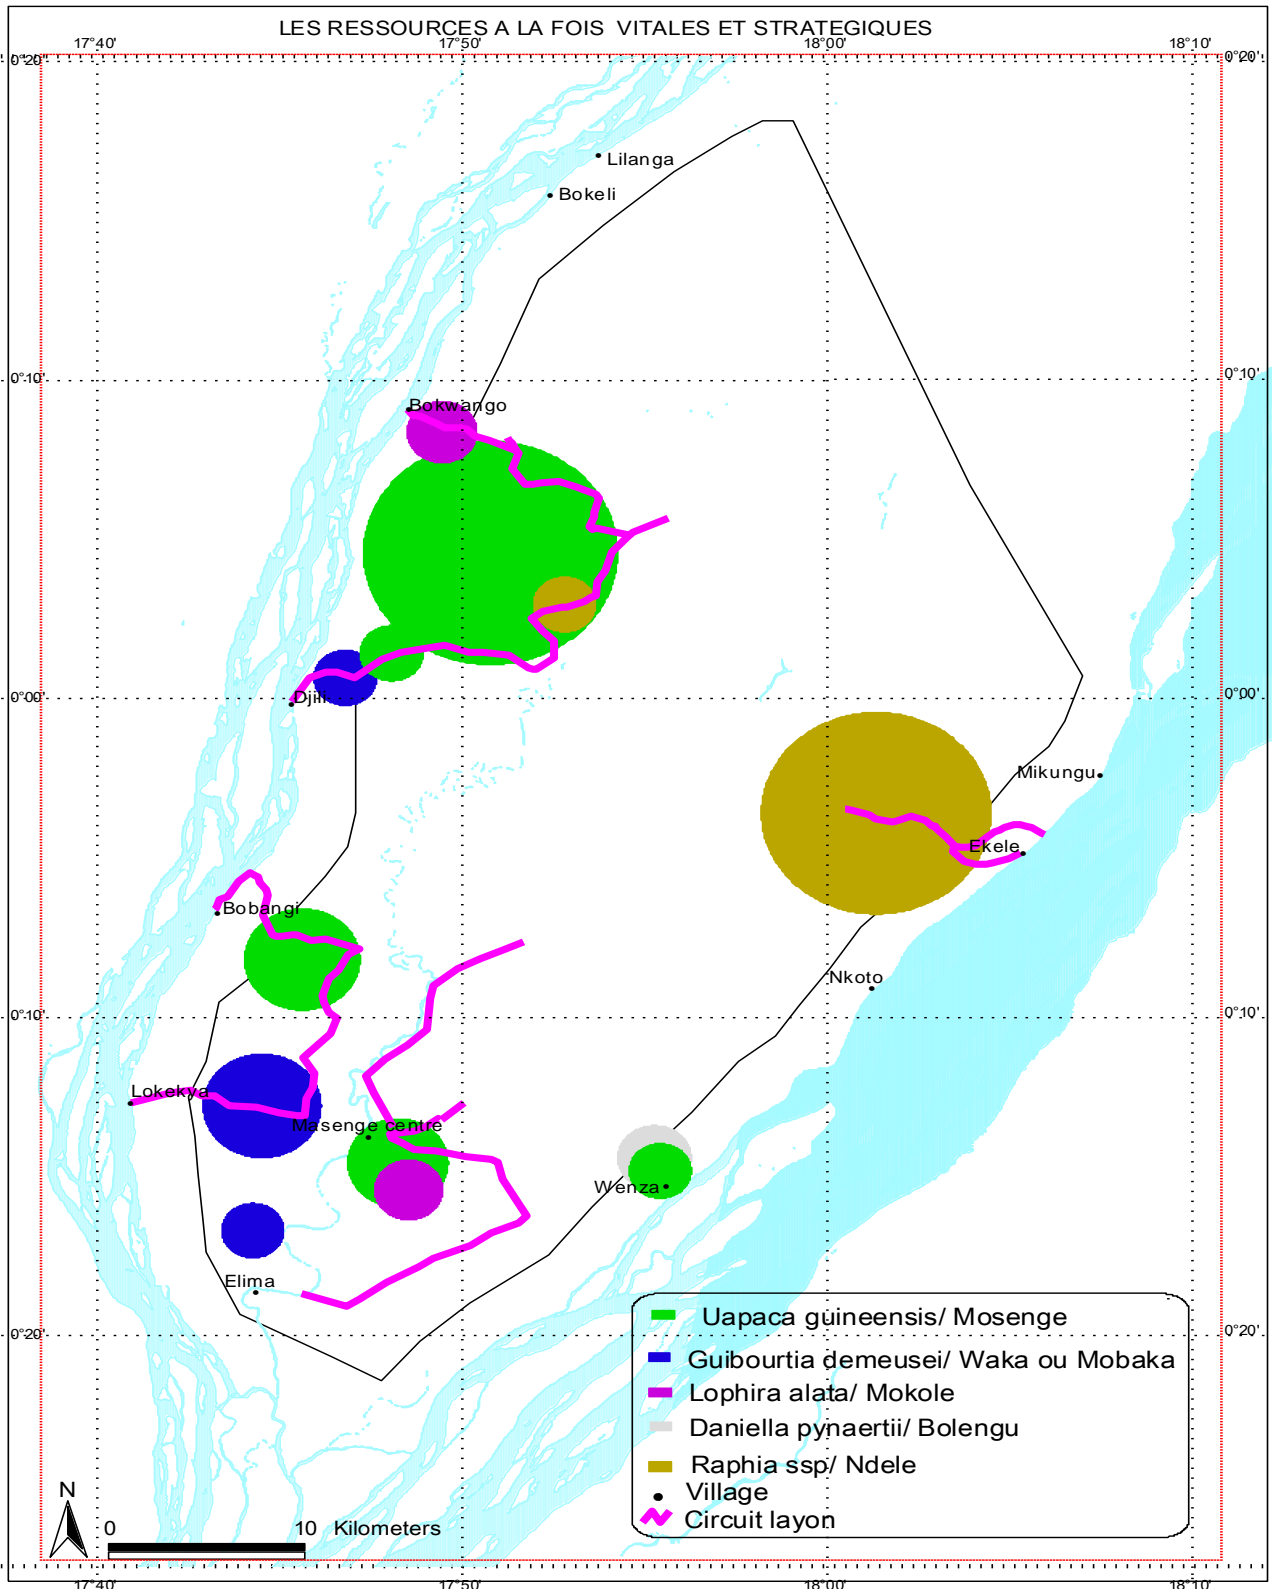 LES RESSOURCES A LA FOIS VITALES ET STRATEGIQUES
17°40' 17°50' 18°00' 18°10'
0°20' 0°20'
Lilanga
Bokeli
0°10' 0°10'
Bokwango
0°00' 0°00'
Djili
Mikungu
Ekele
Bobangi
Nkoto
0°10' 0°10'
Lokekya
Masenge centre
Wenza
Elima
0°20' 0°20'
Uapaca guineensis/ Mosenge
Guibourtia demeusei/ Waka ou Mobaka
Lophira alata/ Mokole
Daniella pynaertii/ Bolengu
Raphia ssp/ Ndele
Village
Circuit layon
N
0 10 Kilometers
17°40' 17°50' 18°00' 18°10'